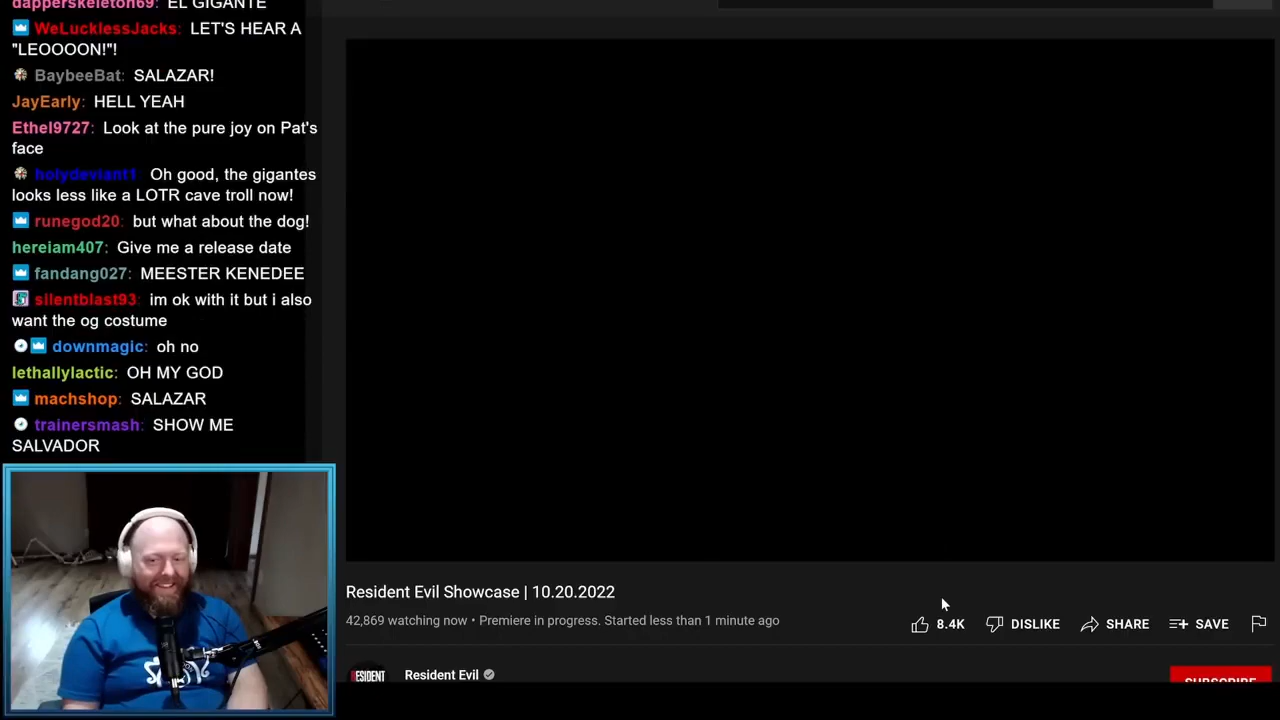 dapperskeleton69: EL GIGANTE
WeLucklessJacks: LET'S HEAR A
"LEOOOON!"!
BaybeeBat: SALAZAR!
JayEarly: HELL YEAH
Ethel9727: Look at the pure joy on Pat's
face
holydeviant1: Oh good, the gigantes
looks less like a LOTR cave troll now!
runegod20: but what about the dog!
hereiam407: Give me a release date
fandang027: MEESTER KENEDEE
silentblast93: im ok with it but i also
want the og costume
downmagic: oh no
lethallylactic: OH MY GOD
machshop: SALAZAR
trainersmash: SHOW ME
SALVADOR
Resident Evil Showcase | 10.20.2022
42,869 watching now • Premiere in progress. Started less than 1 minute ago
8.4K DISLIKE SHARE SAVE
RESIDENT
Resident Evil
SUBSCRIBE